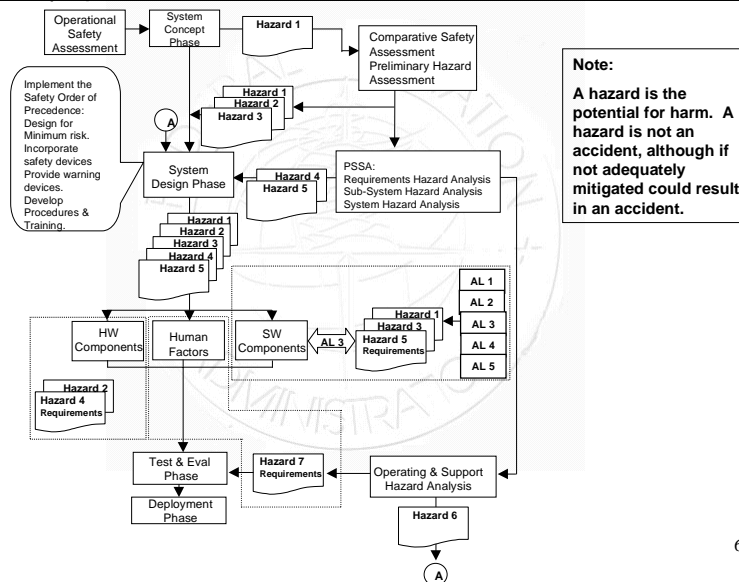 Operational
Safety
Assessment
System
Concept
Phase
Hazard 1
Comparative Safety
Assessment
Preliminary Hazard
Assessment
Note:
A hazard is the
potential for harm. A
hazard is not an
accident, although if
not adequately
mitigated could result
in an accident.
Implement the
Safety Order of
Precedence:
Design for
Minimum risk.
Incorporate
safety devices
Provide warning
devices.
Develop
Procedures &
Training.
Hazard 1
Hazard 2
Hazard 3
A
System
Design Phase
Hazard 4
Hazard 5
PSSA:
Requirements Hazard Analysis
Sub-System Hazard Analysis
System Hazard Analysis
Hazard 1
Hazard 2
Hazard 3
Hazard 4
Hazard 5
HW
Components
Human
Factors
SW
Components
AL 3
Hazard 1
Hazard 3
Hazard 5
Requirements
AL 1
AL 2
AL 3
AL 4
AL 5
Hazard 2
Hazard 4
Requirements
ADMINISTRATION
Test & Eval
Phase
Hazard 7
Requirements
Operating & Support
Hazard Analysis
Deployment
Phase
Hazard 6
A